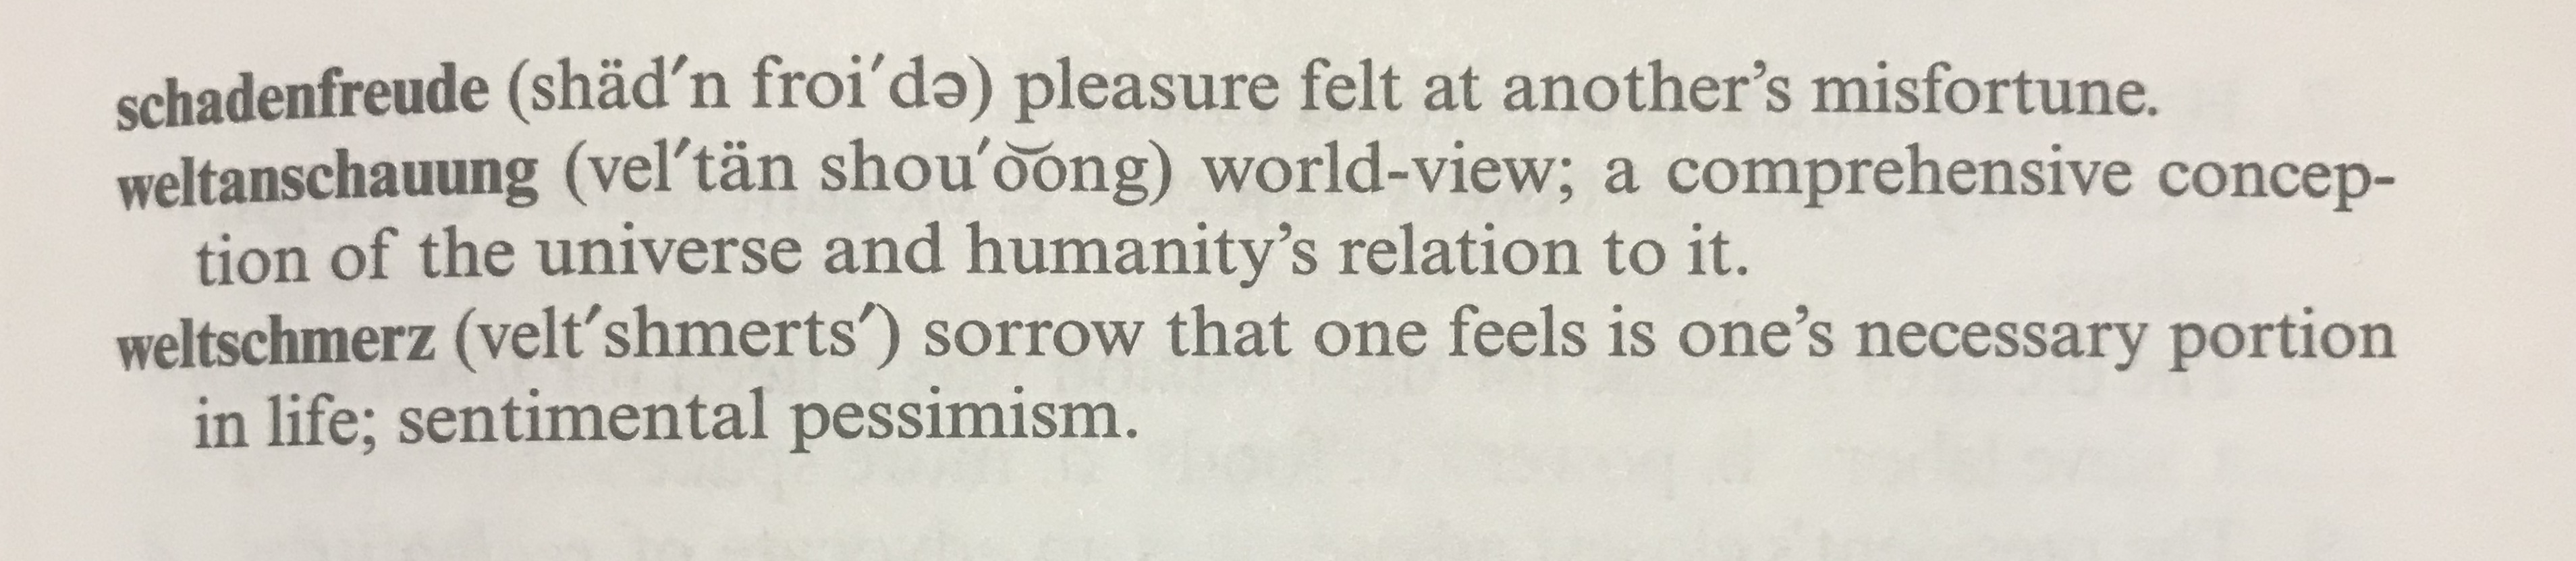 schadenfreude (shäd′n froi′də) pleasure felt at another’s misfortune.
weltanschauung (vel′tän shou′o͝ong) world-view; a comprehensive concep-
tion of the universe and humanity’s relation to it.
weltschmerz (velt′shmerts′) sorrow that one feels is one’s necessary portion
in life; sentimental pessimism.